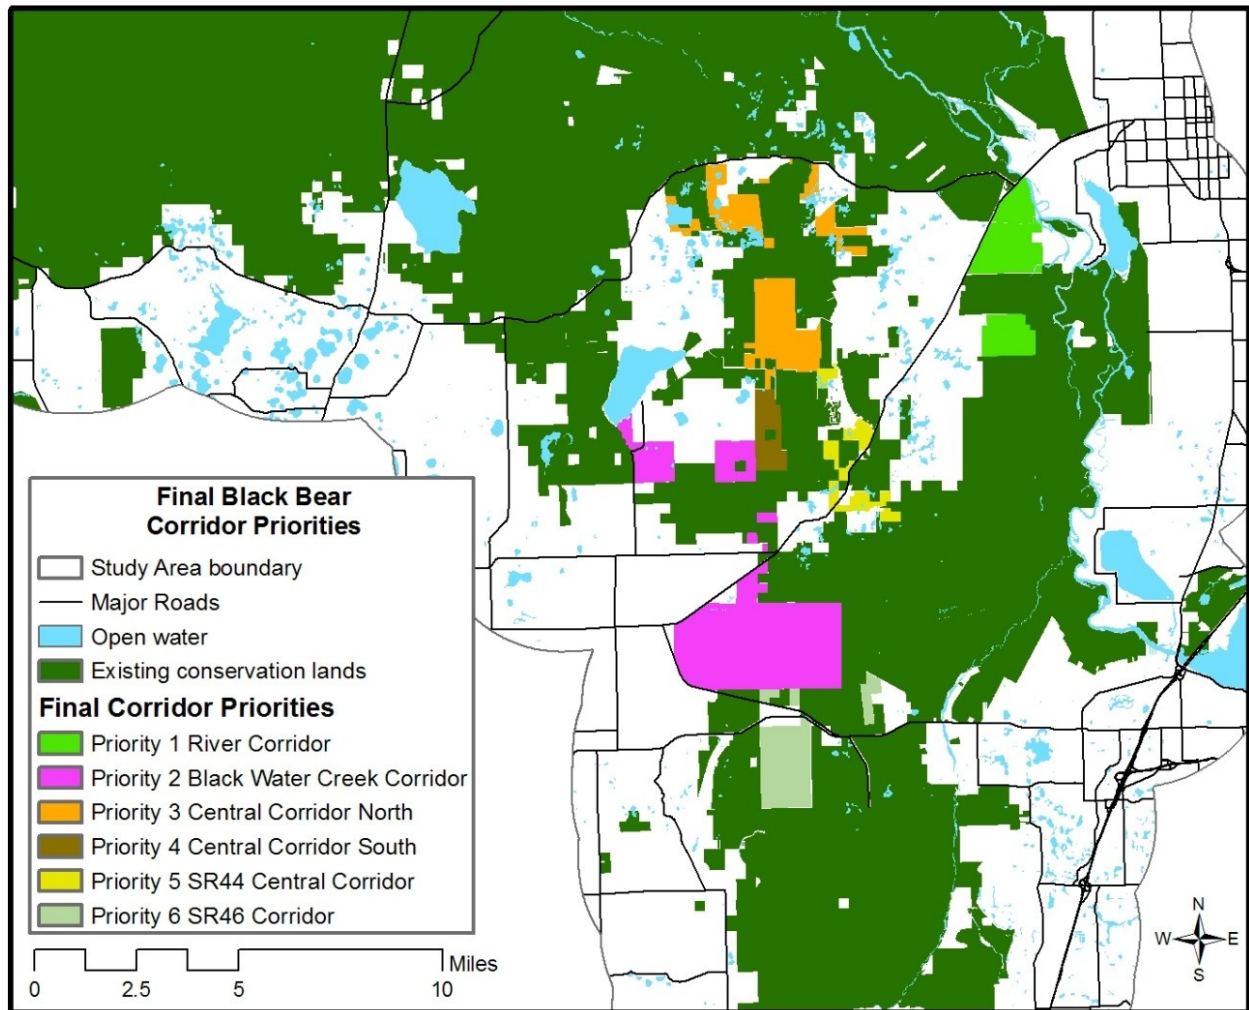 Final Black Bear
Corridor Priorities
Study Area boundary
Major Roads
Open water
Existing conservation lands
Final Corridor Priorities
Priority 1 River Corridor
Priority 2 Black Water Creek Corridor
Priority 3 Central Corridor North
Priority 4 Central Corridor South
Priority 5 SR44 Central Corridor
Priority 6 SR46 Corridor
Miles
0 2.5 5 10
N
W E
S